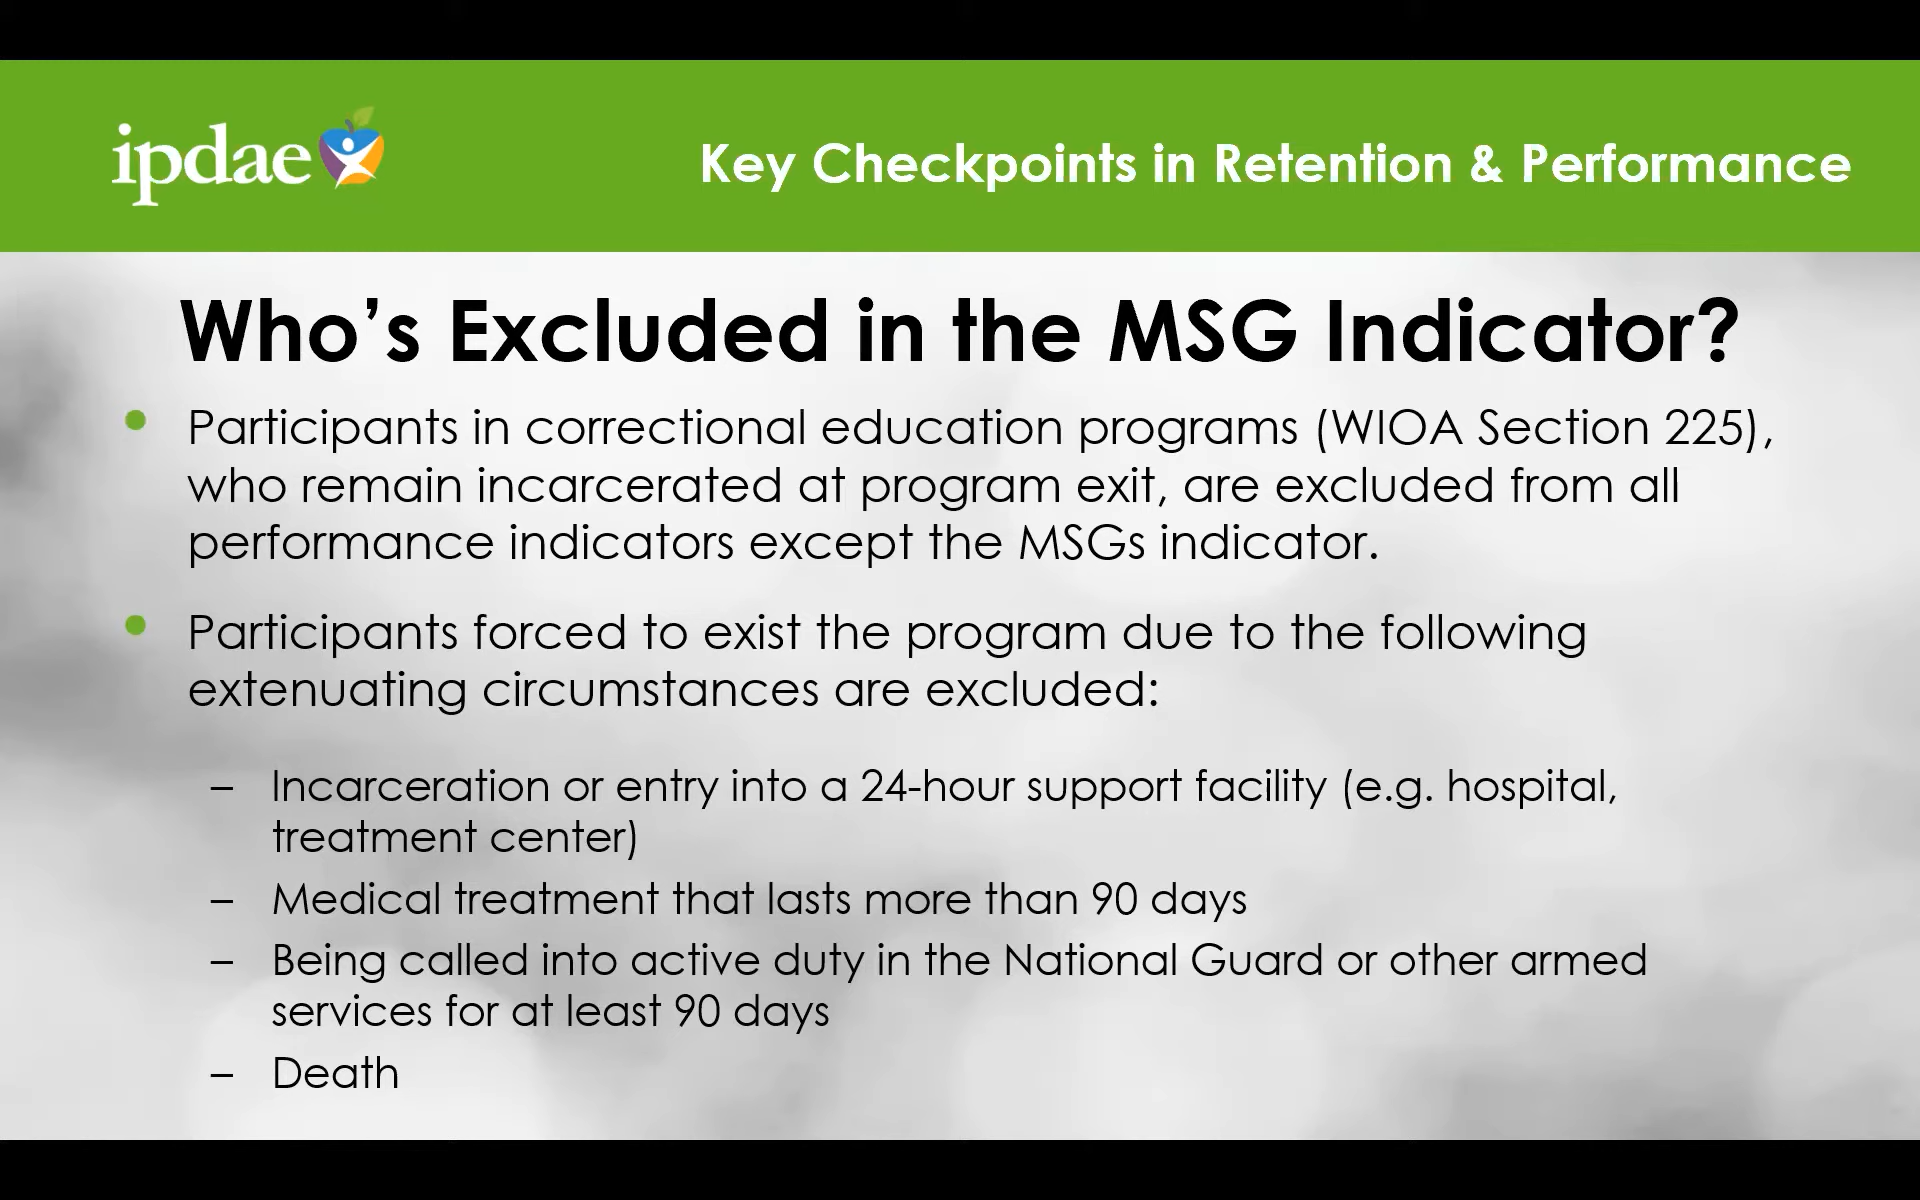 ipdae
Key Checkpoints in Retention & Performance
Who’s Excluded in the MSG Indicator?
• Participants in correctional education programs (WIOA Section 225),
who remain incarcerated at program exit, are excluded from all
performance indicators except the MSGs indicator.
• Participants forced to exist the program due to the following
extenuating circumstances are excluded:
– Incarceration or entry into a 24-hour support facility (e.g. hospital,
treatment center)
– Medical treatment that lasts more than 90 days
– Being called into active duty in the National Guard or other armed
services for at least 90 days
– Death